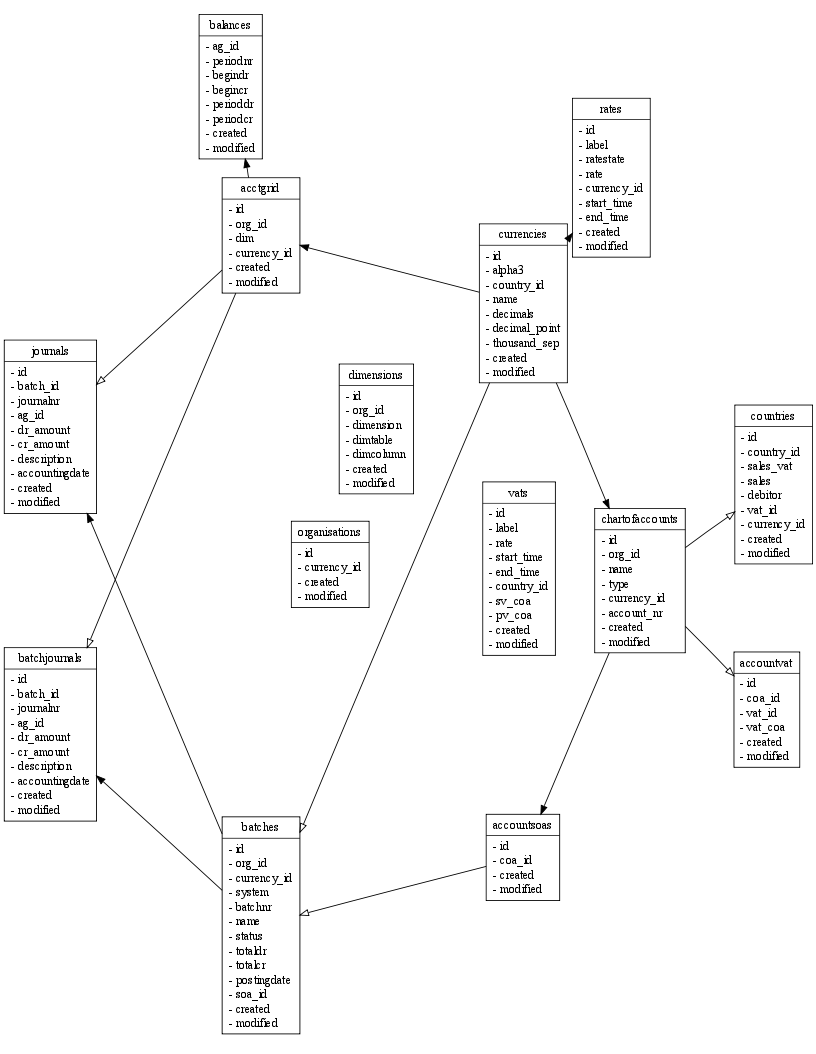 balances
- ag_id
- periodnr
- begindr
- begincr
- perioddr
- periodcr
- created
- modified
rates
- id
- label
- ratestate
- rate
- currency_id
- start_time
- end_time
- created
- modified
acctgrid
- id
- org_id
- dim
- currency_id
- created
- modified
currencies
- id
- alpha3
- country_id
- name
- decimals
- decimal_point
- thousand_sep
- created
- modified
journals
- id
- batch_id
- journalnr
- ag_id
- dr_amount
- cr_amount
- description
- accountingdate
- created
- modified
dimensions
- id
- org_id
- dimension
- dimtable
- dimcolumn
- created
- modified
countries
- id
- country_id
- sales_vat
- sales
- debitor
- vat_id
- currency_id
- created
- modified
vats
- id
- label
- rate
- start_time
- end_time
- country_id
- sv_coa
- pv_coa
- created
- modified
chartofaccounts
- id
- org_id
- name
- type
- currency_id
- account_nr
- created
- modified
organisations
- id
- currency_id
- created
- modified
batchjournals
- id
- batch_id
- journalnr
- ag_id
- dr_amount
- cr_amount
- description
- accountingdate
- created
- modified
accountvat
- id
- coa_id
- vat_id
- vat_coa
- created
- modified
batches
- id
- org_id
- currency_id
- system
- batchnr
- name
- status
- totaldr
- totalcr
- postingdate
- soa_id
- created
- modified
accountsoas
- id
- coa_id
- created
- modified